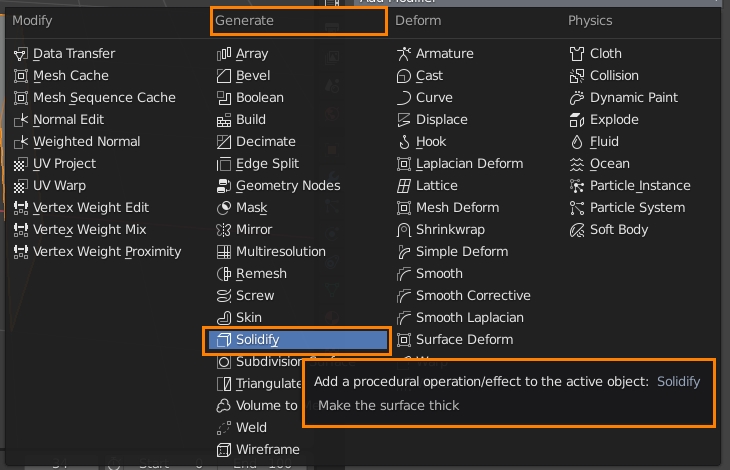 Add Modifier
Modify
Data Transfer
Mesh Cache
Mesh Sequence Cache
Normal Edit
Weighted Normal
UV Project
UV Warp
Vertex Weight Edit
Vertex Weight Mix
Vertex Weight Proximity
Generate
Array
Bevel
Boolean
Build
Decimate
Edge Split
Geometry Nodes
Mask
Mirror
Multiresolution
Remesh
Screw
Skin
Solidify
Subdivision Surface
Triangulate
Volume to
Weld
Wireframe
Deform
Armature
Cast
Curve
Displace
Hook
Laplacian Deform
Lattice
Mesh Deform
Shrinkwrap
Simple Deform
Smooth
Smooth Corrective
Smooth Laplacian
Surface Deform
Warp
Physics
Cloth
Collision
Dynamic Paint
Explode
Fluid
Ocean
Particle Instance
Particle System
Soft Body
Add a procedural operation/effect to the active object: Solidify
Make the surface thick